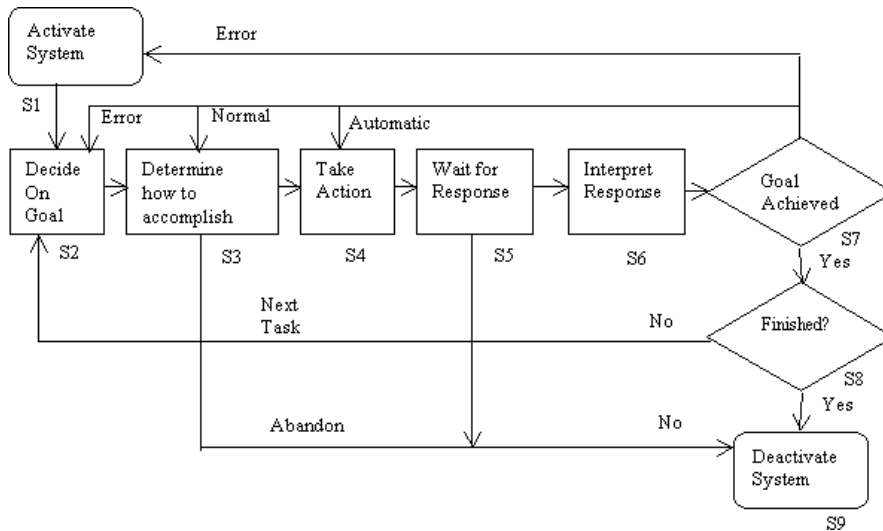 Activate
System
Error
S1
Error
Normal
Automatic
Decide
On
Goal
Determine
how to
accomplish
Take
Action
Wait for
Response
Interpret
Response
Goal
Achieved
S2
S3
S4
S5
S6
S7
Yes
Next
Task
No
Finished?
S8
Yes
Abandon
No
Deactivate
System
S9